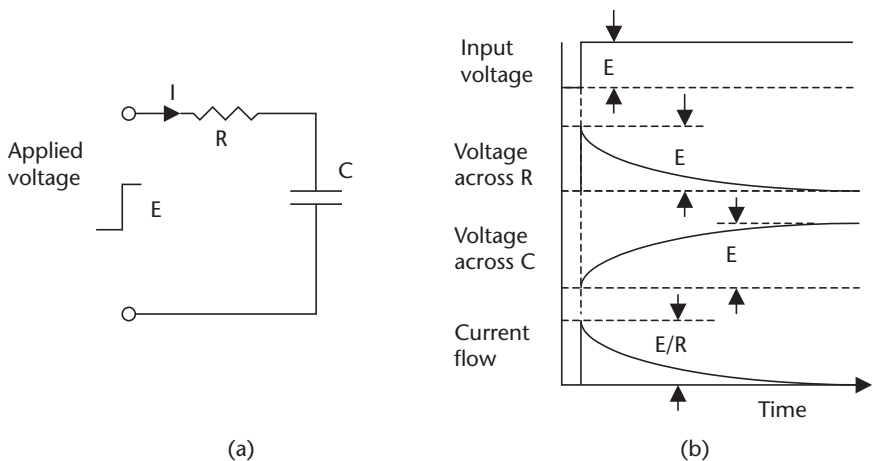 I
R
Applied
voltage
C
E
(a)
Input
voltage
E
Voltage
across R
E
Voltage
across C
E
Current
flow
E/R
Time
(b)